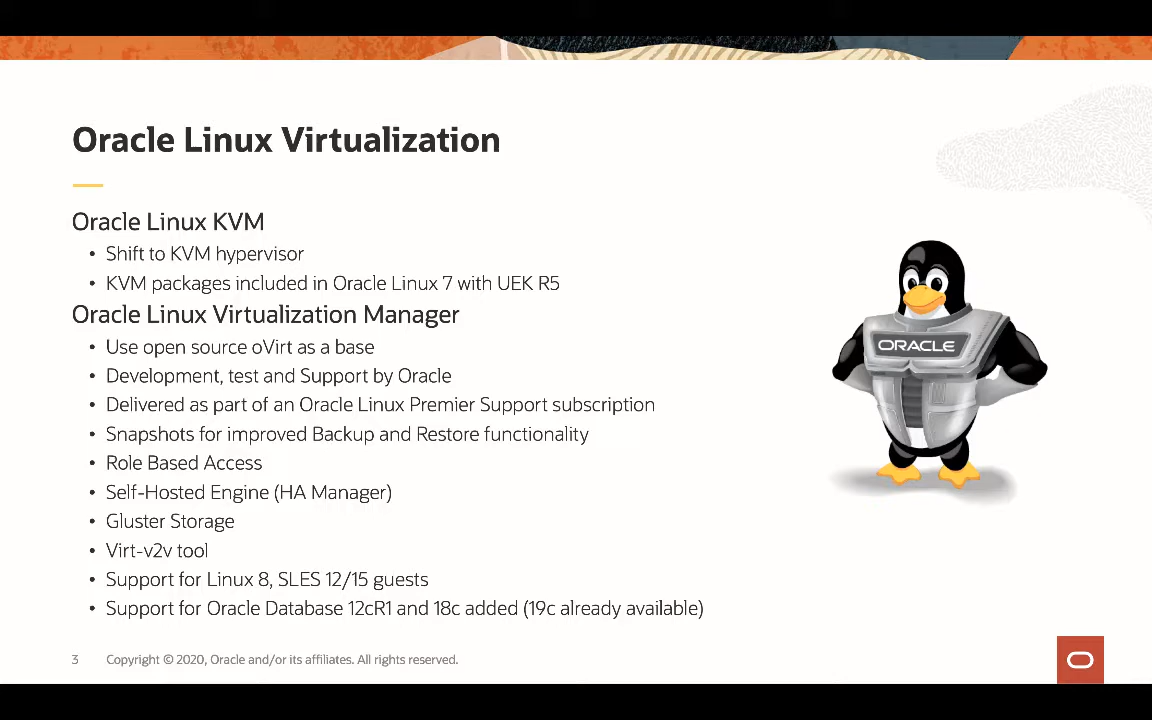 Oracle Linux Virtualization
Oracle Linux KVM
• Shift to KVM hypervisor
• KVM packages included in Oracle Linux 7 with UEK R5
Oracle Linux Virtualization Manager
• Use open source oVirt as a base
• Development, test and Support by Oracle
• Delivered as part of an Oracle Linux Premier Support subscription
• Snapshots for improved Backup and Restore functionality
• Role Based Access
• Self-Hosted Engine (HA Manager)
• Gluster Storage
• Virt-v2v tool
• Support for Linux 8, SLES 12/15 guests
• Support for Oracle Database 12cR1 and 18c added (19c already available)
ORACLE
3 Copyright © 2020, Oracle and/or its affiliates. All rights reserved.